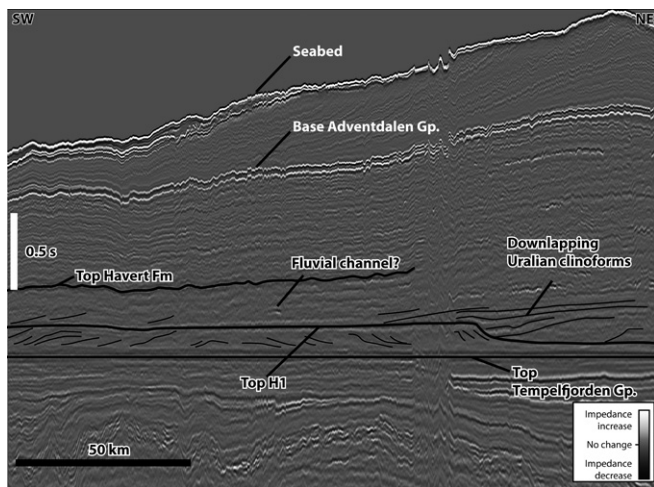 SW
NE
Seabed
Base Adventdalen Gp.
0.5 s
Downlapping
Uralian clinoforms
Fluvial channel?
Top Havert Fm
Top H1
Top
Tempelfjorden Gp.
50 km
Impedance
increase
No change
Impedance
decrease